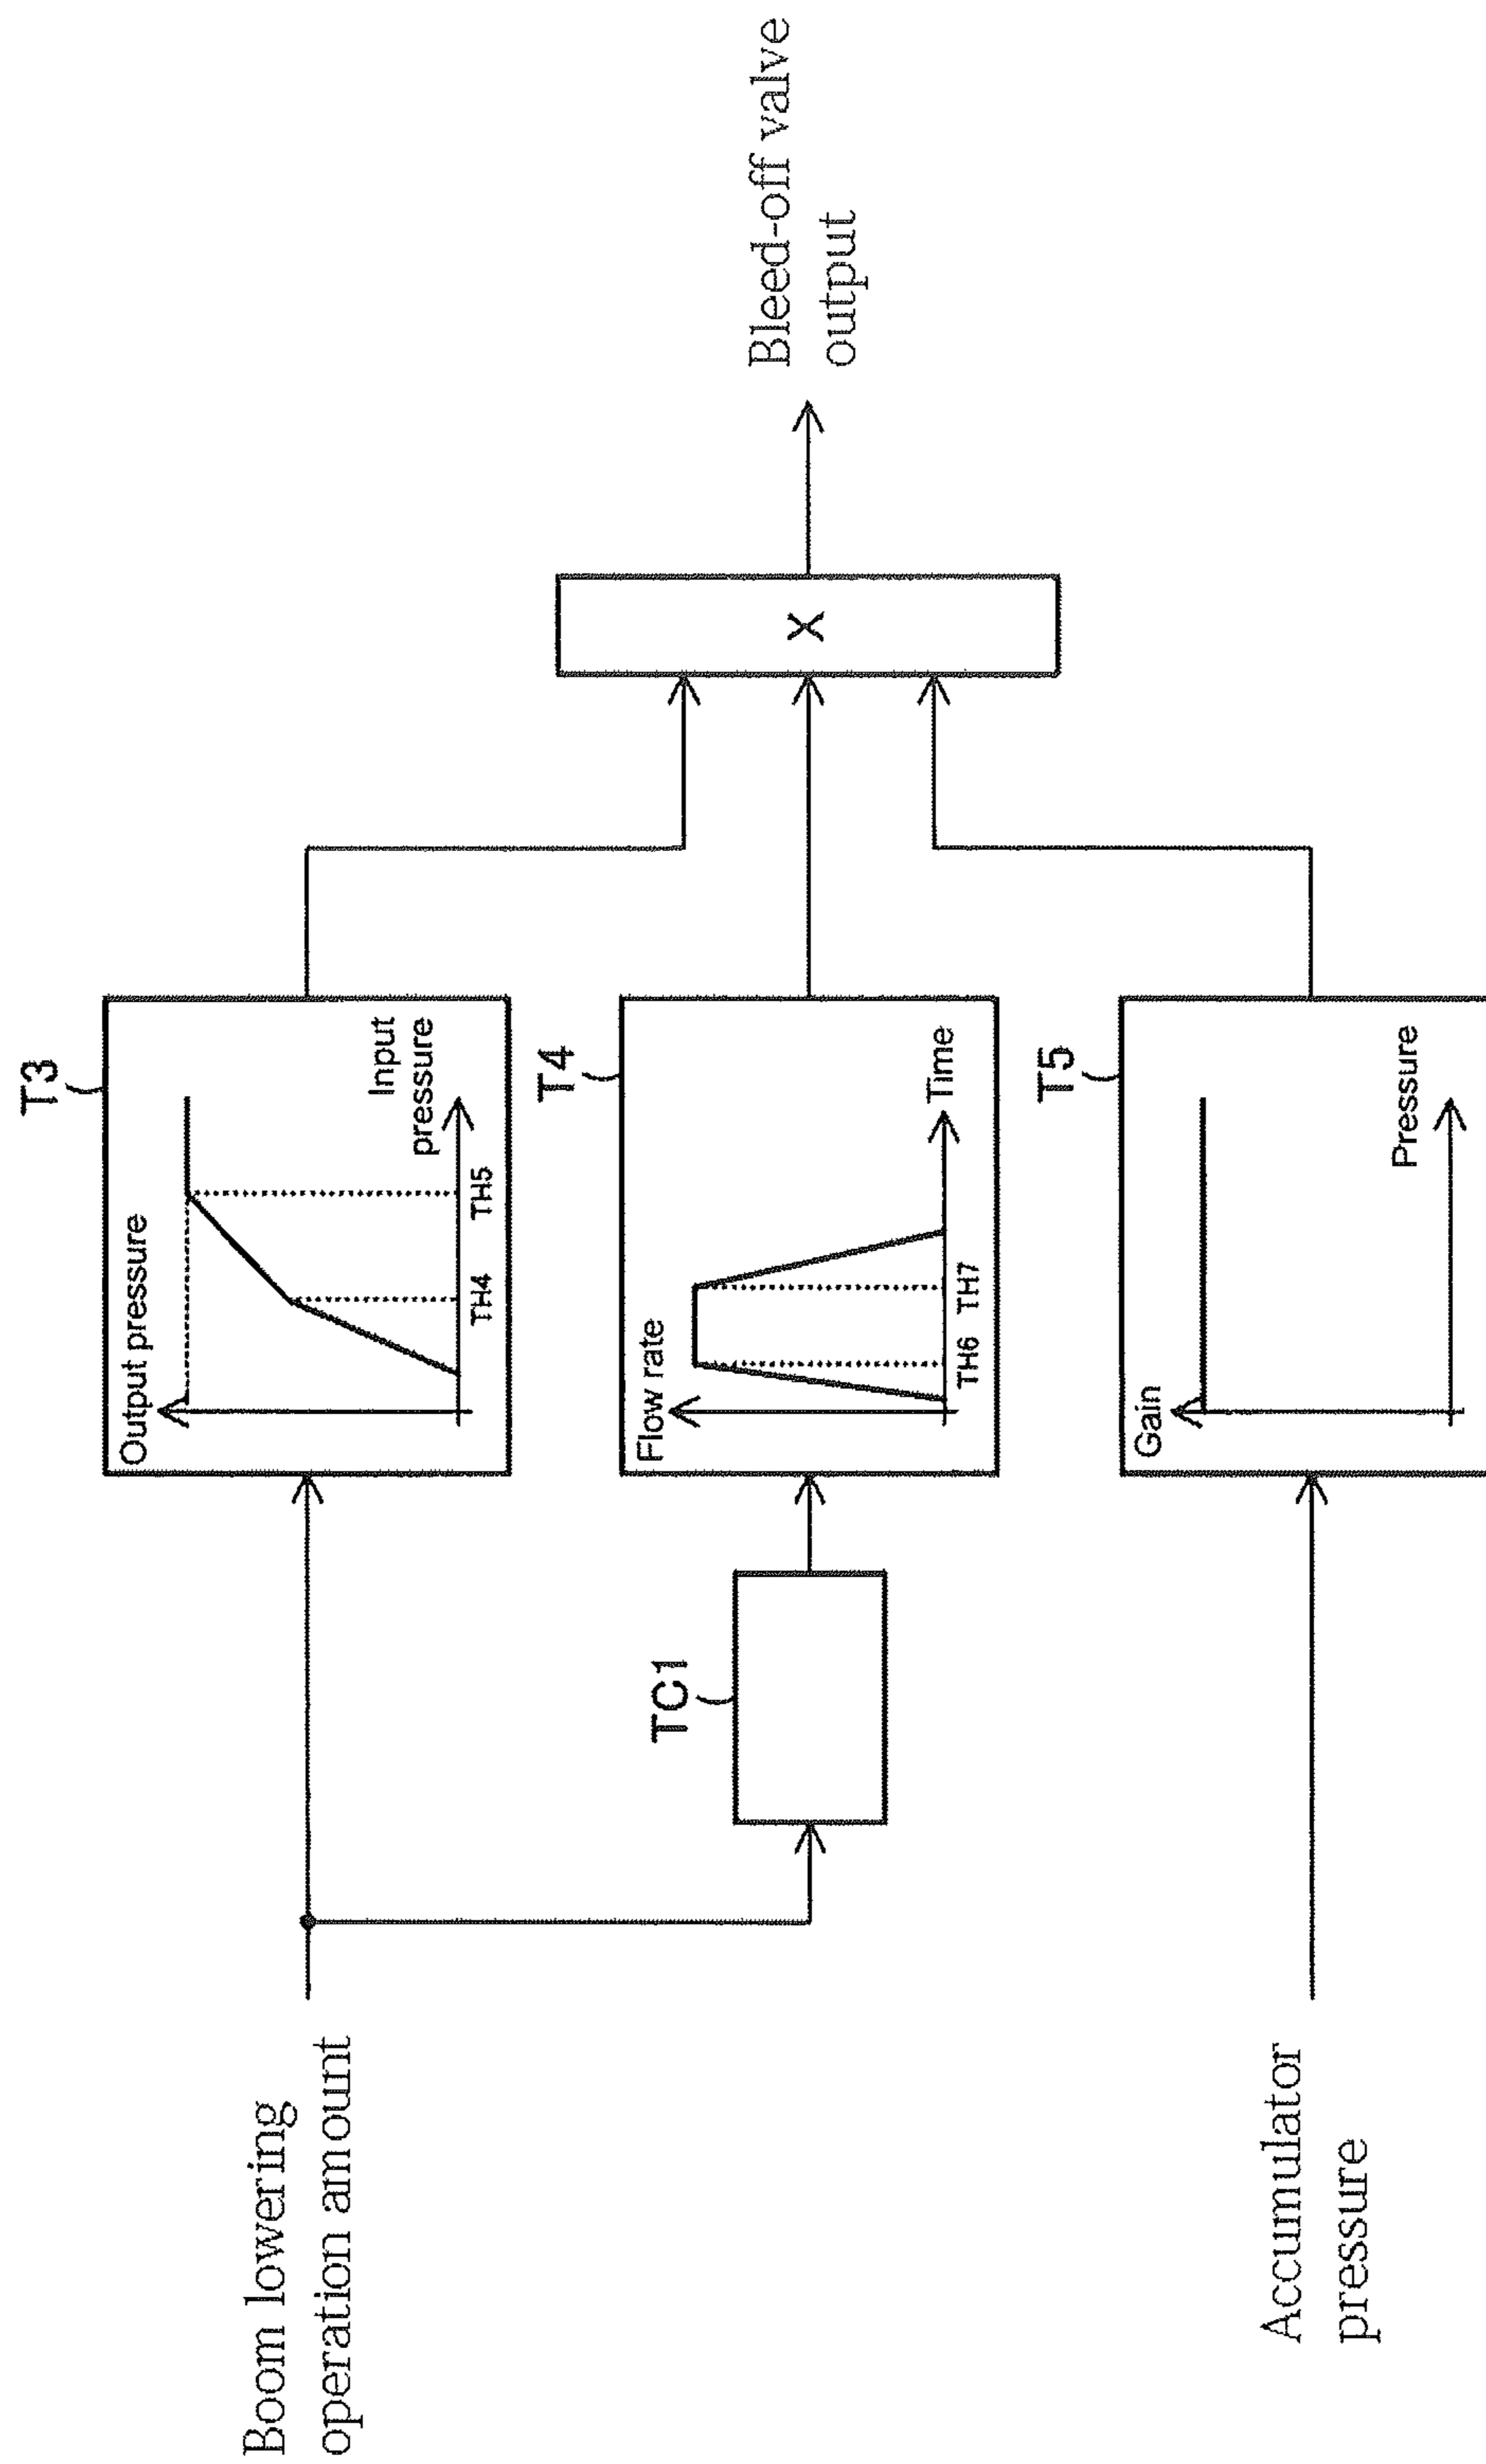 Boom lowering
operation amount
T3
Output pressure
Input
pressure
TH4
TH5
TC1
T4
Flow rate
Time
TH6
TH7
Accumulator
pressure
T5
Gain
Pressure
X
Bleed-off valve
output